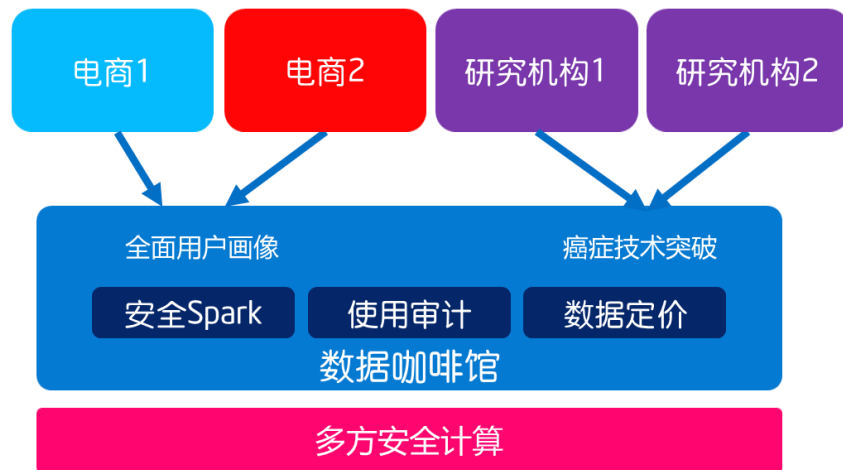 电商1
电商2
研究机构1
研究机构2
全面用户画像
癌症技术突破
安全Spark
使用审计
数据定价
数据咖啡馆
多方安全计算